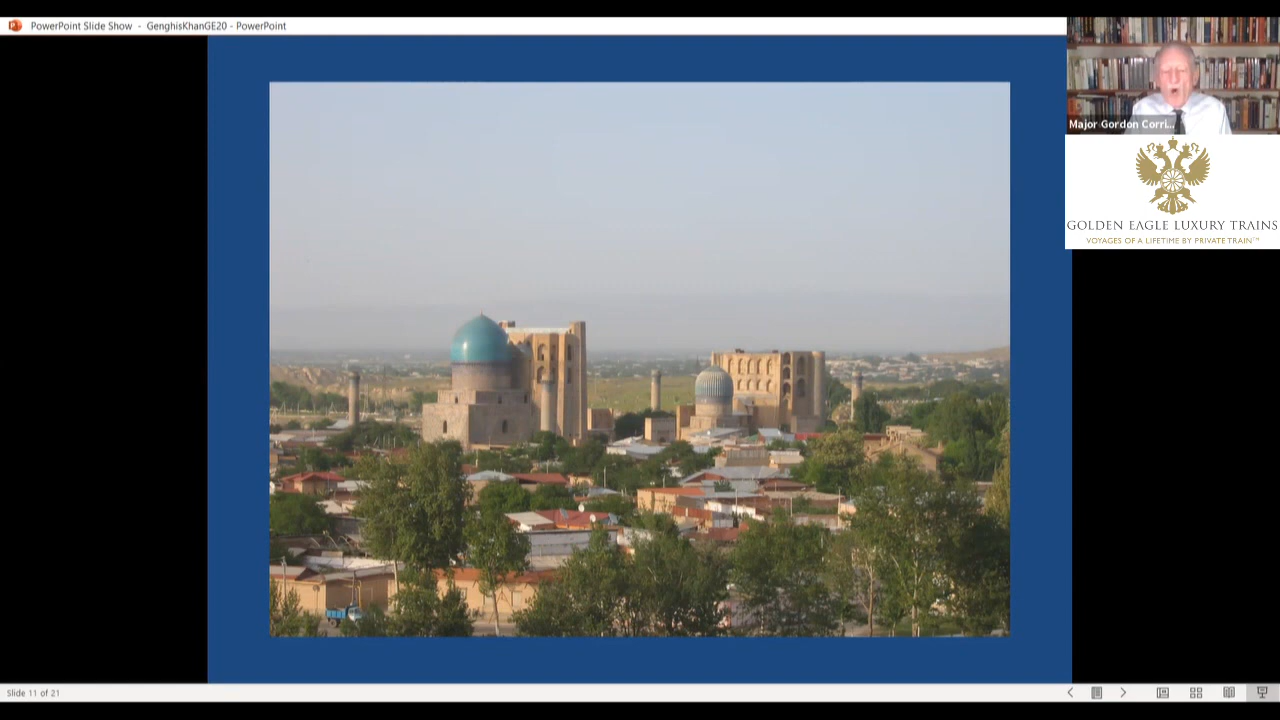 PowerPoint Slide Show - GenghisKhanGE20 - PowerPoint
Major Gordon Corri...
GOLDEN EAGLE LUXURY TRAINS
VOYAGES OF A LIFETIME BY PRIVATE TRAIN™
Slide 11 of 21